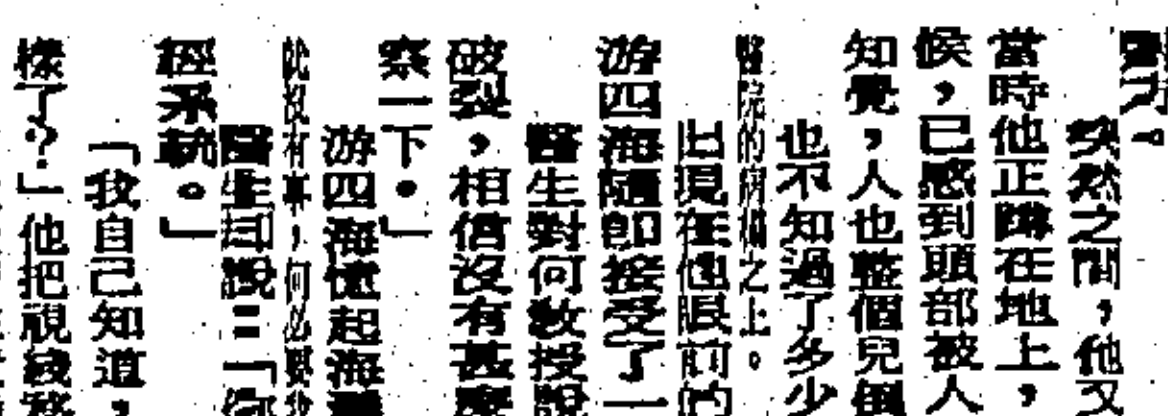 突然之間，他又
當時他正蹲在地上，
候，已感到頭部被人
知覺，人也整個兒倒
也不知過了多少
醫院的病牀之上。
出現在他眼前的
游四海隨即接受了一
醫生對何教授說
破裂，相信沒有甚麼
察一下。」
游四海憶起海
就沒有事，何必要我
醫生却說：「你
經系統。」
「我自己知道，
樣了？」他把視綫移